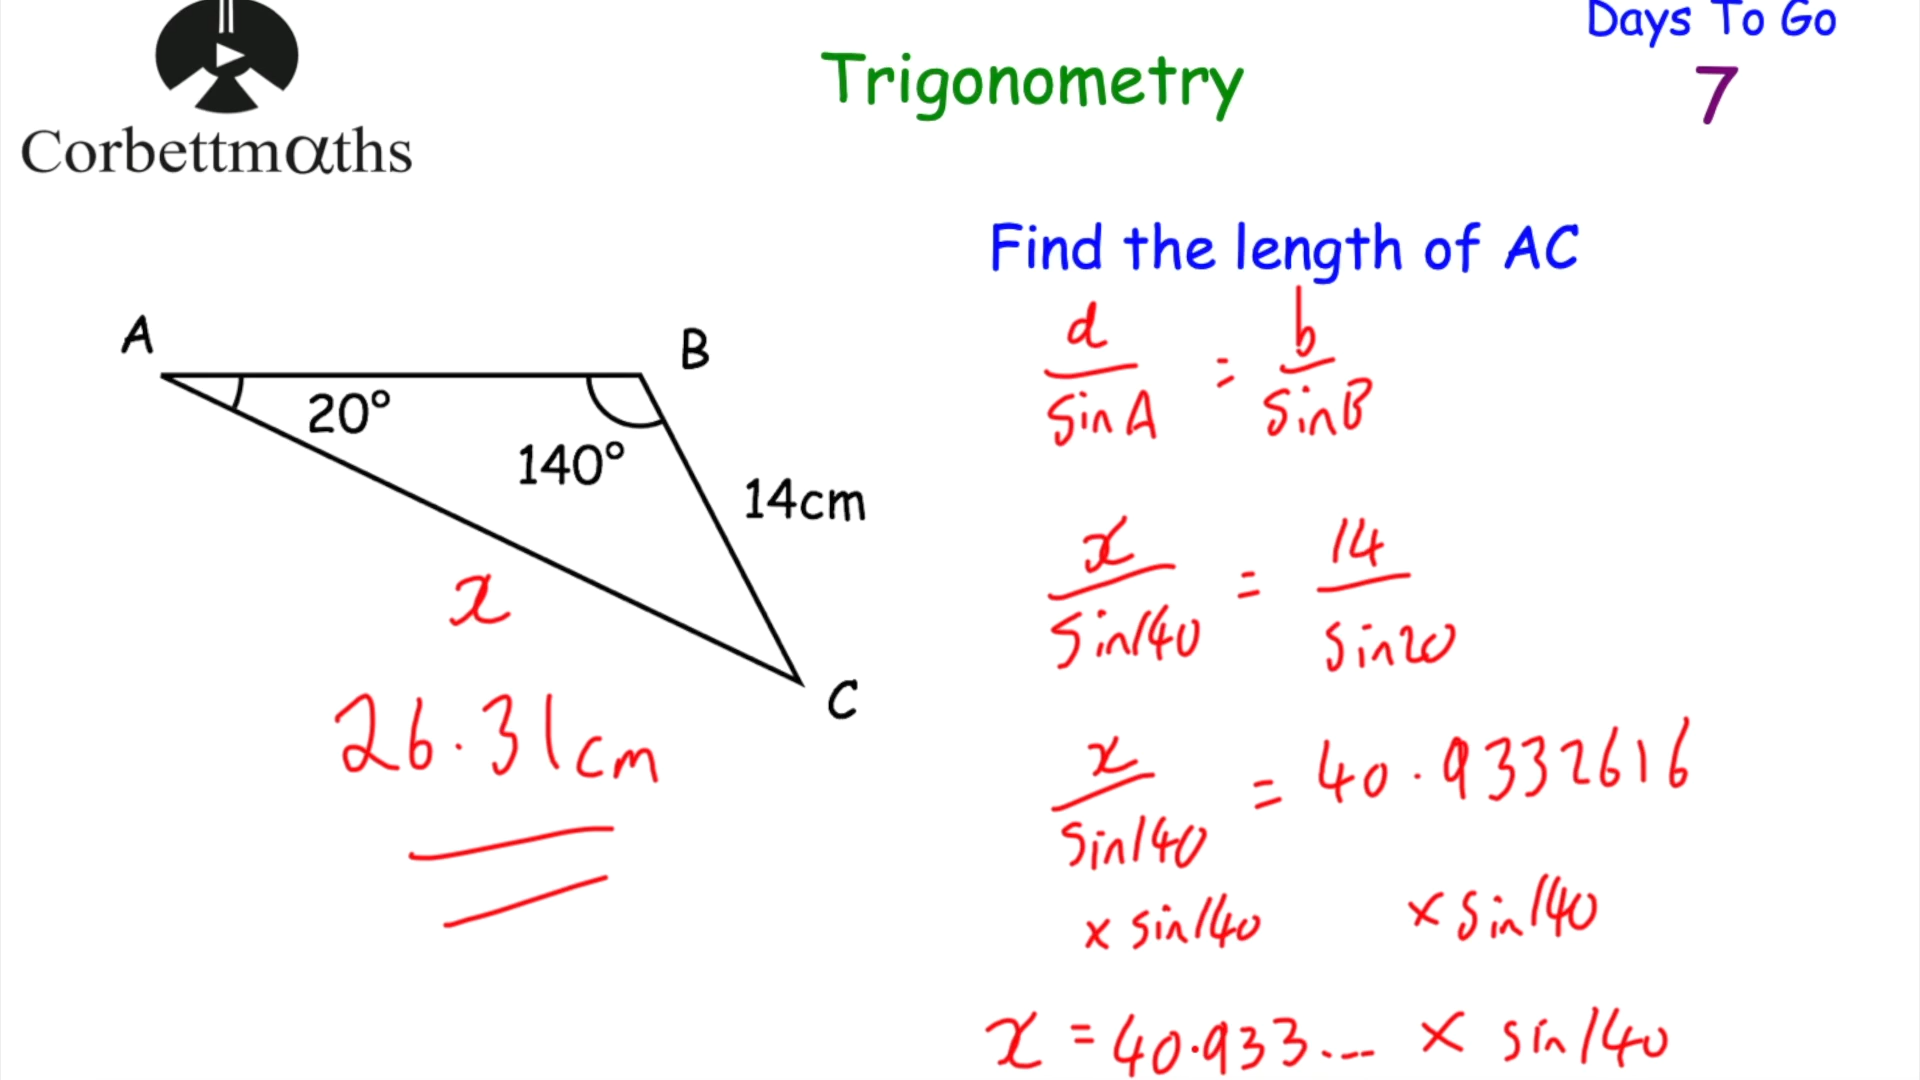 Days To Go
7
Trigonometry
Corbettmαths
Find the length of AC
a/sinA = b/sinB
A
B
20°
140°
14cm
x
C
26.31cm
x/sin140 = 14/sin20
x/sin140 = 40.9332616
× sin140 × sin140
x = 40.933... × sin140